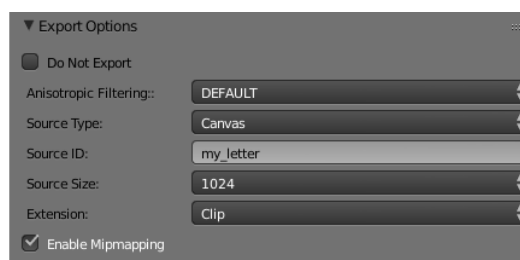 Export Options
Do Not Export
Anisotropic Filtering:: DEFAULT
Source Type: Canvas
Source ID: my_letter
Source Size: 1024
Extension: Clip
Enable Mipmapping